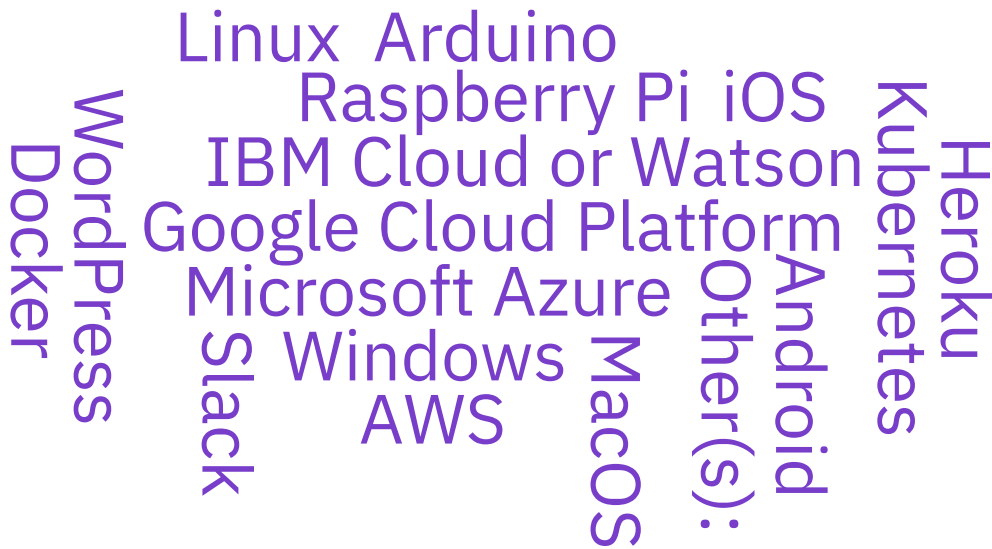 Linux
Arduino
Raspberry Pi
iOS
IBM Cloud or Watson
Google Cloud Platform
Microsoft Azure
Windows
AWS
Docker
WordPress
Slack
MacOS
Other(s):
Android
Kubernetes
Heroku